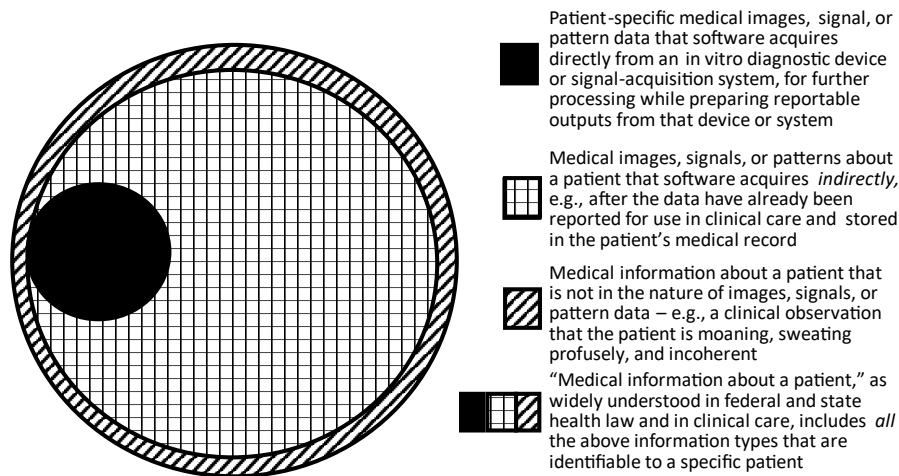 Patient-specific medical images, signal, or
pattern data that software acquires
directly from an in vitro diagnostic device
or signal-acquisition system, for further
processing while preparing reportable
outputs from that device or system
Medical images, signals, or patterns about
a patient that software acquires indirectly,
e.g., after the data have already been
reported for use in clinical care and stored
in the patient's medical record
Medical information about a patient that
is not in the nature of images, signals, or
pattern data – e.g., a clinical observation
that the patient is moaning, sweating
profusely, and incoherent
“Medical information about a patient,” as
widely understood in federal and state
health law and in clinical care, includes all
the above information types that are
identifiable to a specific patient